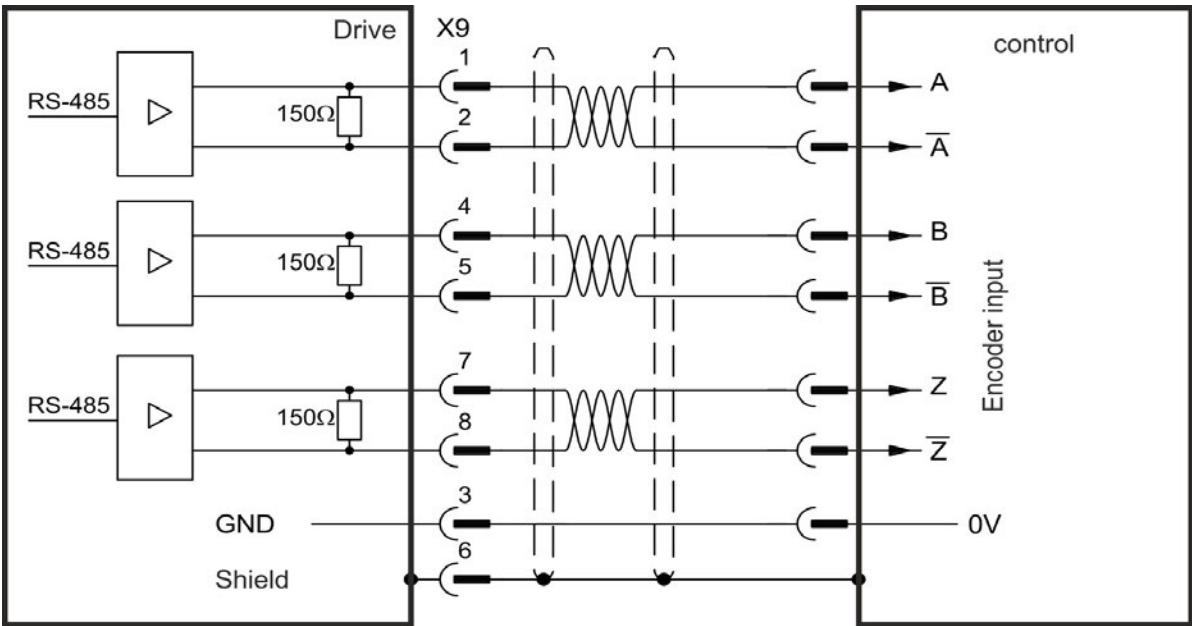 Drive X9
control
1
RS-485
150Ω
A
2
A̅
4
RS-485
150Ω
B
5
B̅
Encoder input
7
RS-485
150Ω
Z
8
Z̅
3
GND
0V
6
Shield